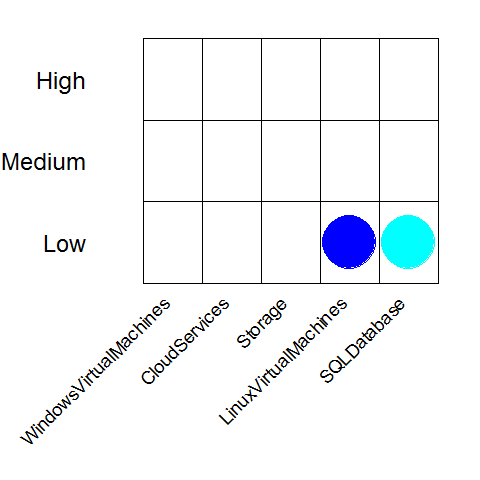 High
Medium
Low
WindowsVirtualMachines
CloudServices
Storage
LinuxVirtualMachines
SQLDatabase